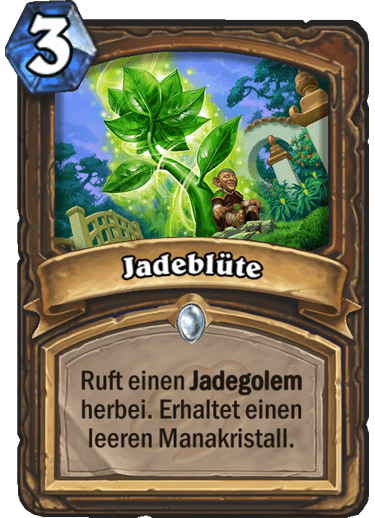 3
Jadeblüte
Ruft einen Jadegolem
herbei. Erhaltet einen
leeren Manakristall.